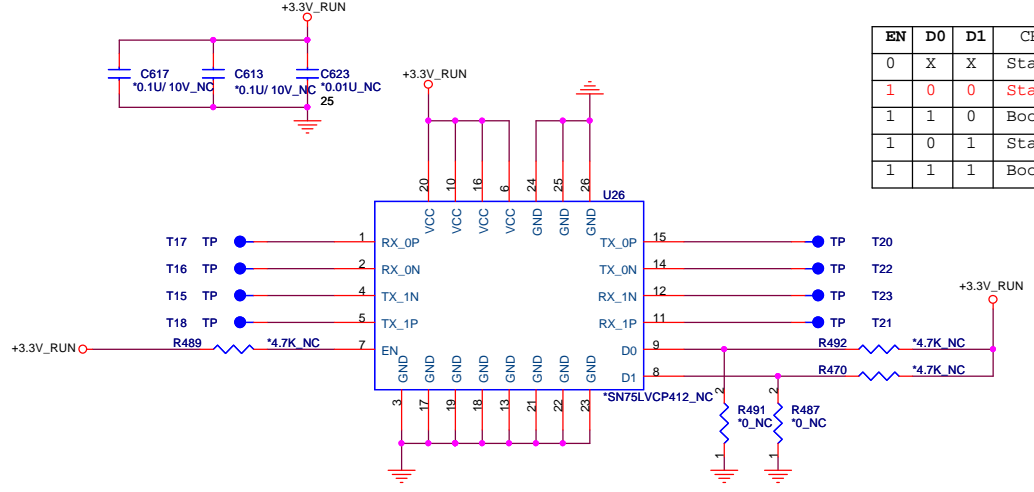 +3.3V_RUN
EN D0 D1
0 X X
1 0 0
1 1 0
1 0 1
1 1 1
C617
*0.1U/ 10V_NC
C613
*0.1U/ 10V_NC
C623
*0.01U_NC
25
+3.3V_RUN
20 10 16 6 24 25 26
U26
VCC VCC VCC VCC GND GND GND
T17 TP 1 RX_0P TX_0P 15 TP T20
T16 TP 2 RX_0N TX_0N 14 TP T22
T15 TP 4 TX_1N RX_1N 12 TP T23
T18 TP 5 TX_1P RX_1P 11 TP T21
+3.3V_RUN
+3.3V_RUN R489 *4.7K_NC 7 EN D0 9 R492 *4.7K_NC
D1 8 R470 *4.7K_NC
GND GND GND GND GND GND GND GND
*SN75LVCP412_NC
3 17 19 18 13 21 22 23
2 R491 *0_NC 1
2 R487 *0_NC 1